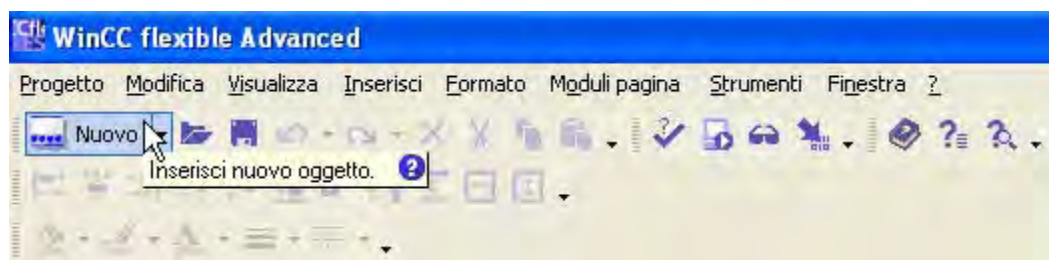 WinCC flexible Advanced
Progetto Modifica Visualizza Inserisci Formato Moduli pagina Strumenti Finestra ?
Nuovo
Inserisci nuovo oggetto.